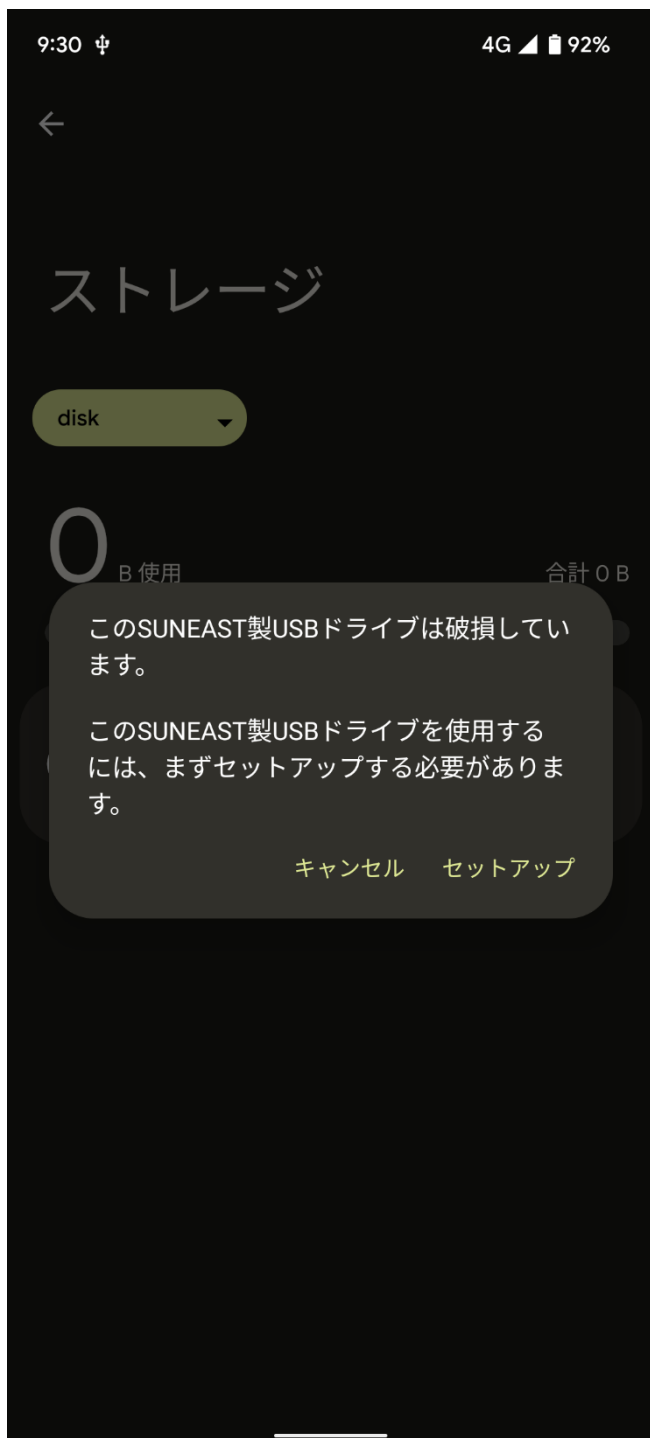 9:30
4G 92%
ストレージ
disk
0 B 使用
合計 0 B
このSUNEAST製USBドライブは破損してい
ます。
このSUNEAST製USBドライブを使用する
には、まずセットアップする必要がありま
す。
キャンセル セットアップ